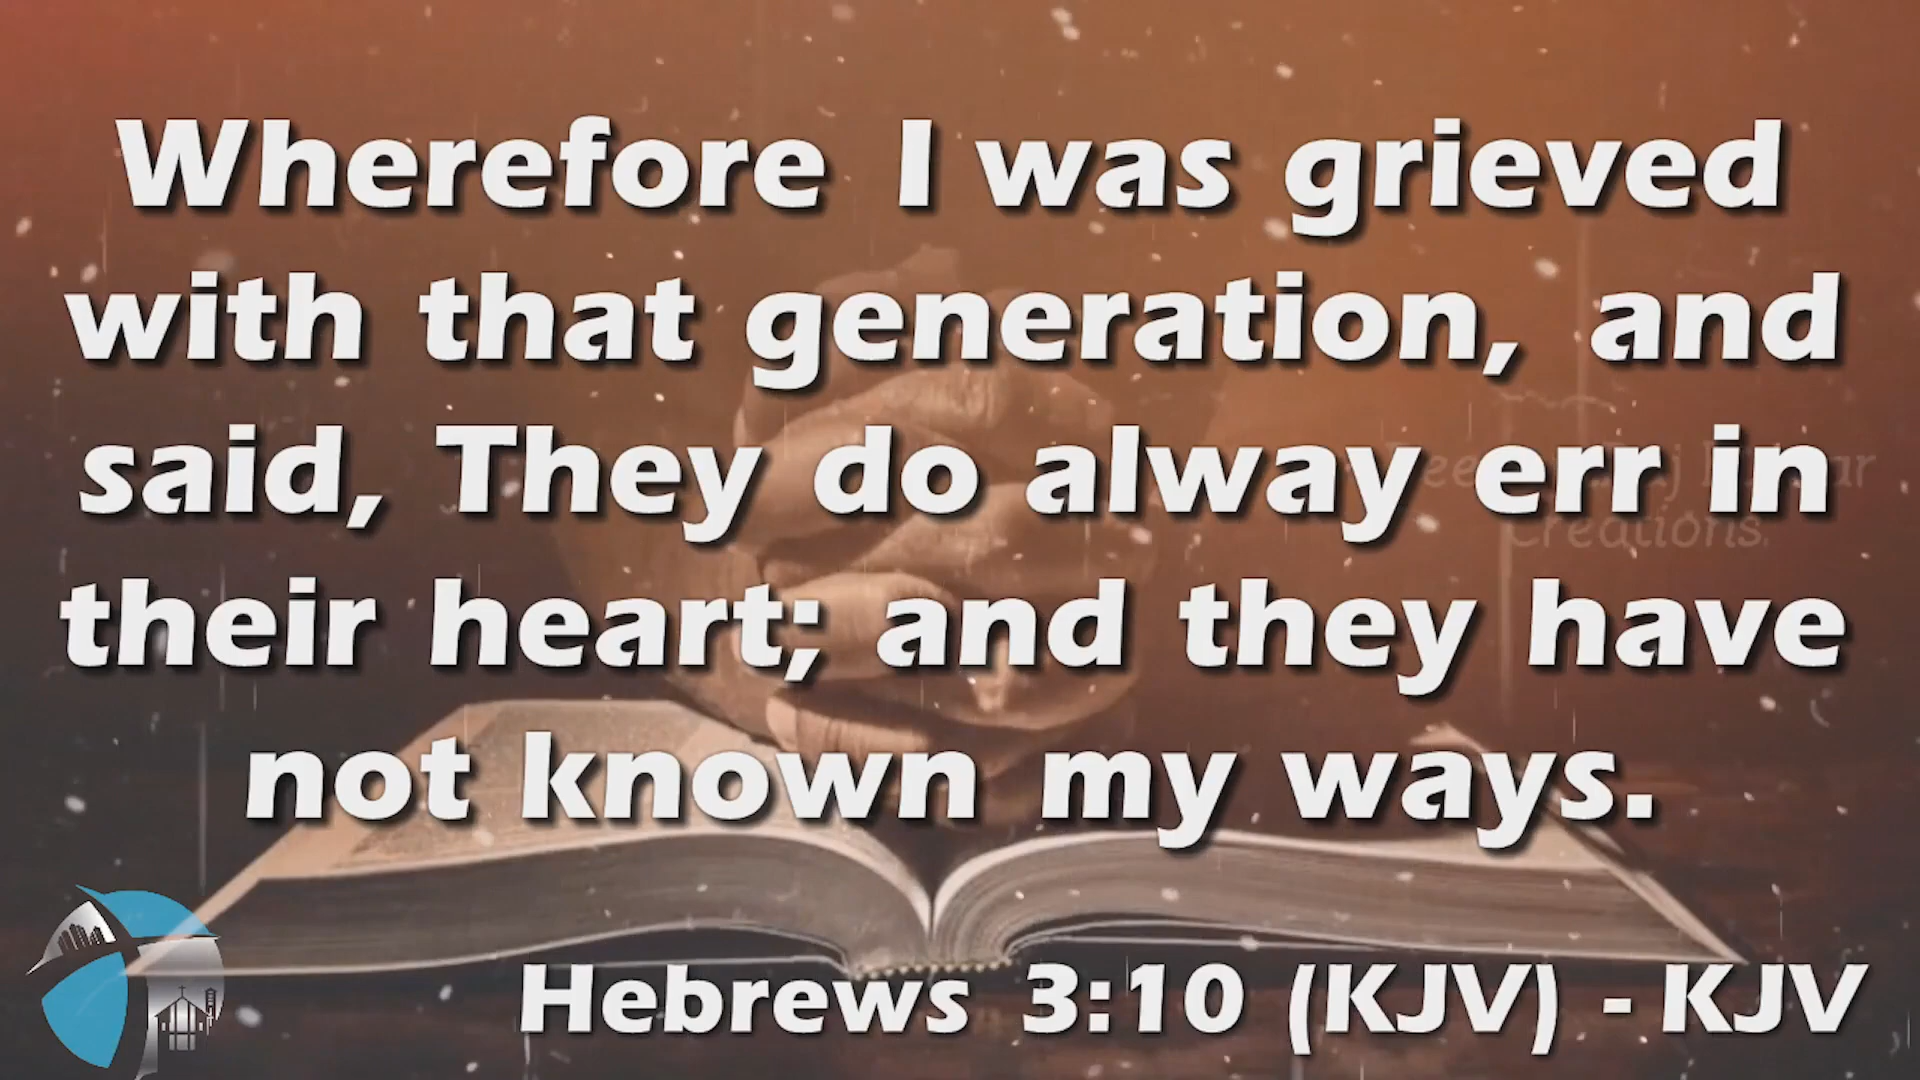 Wherefore I was grieved
with that generation, and
said, They do alway err in
their heart; and they have
not known my ways.
Creations
Hebrews 3:10 (KJV) - KJV